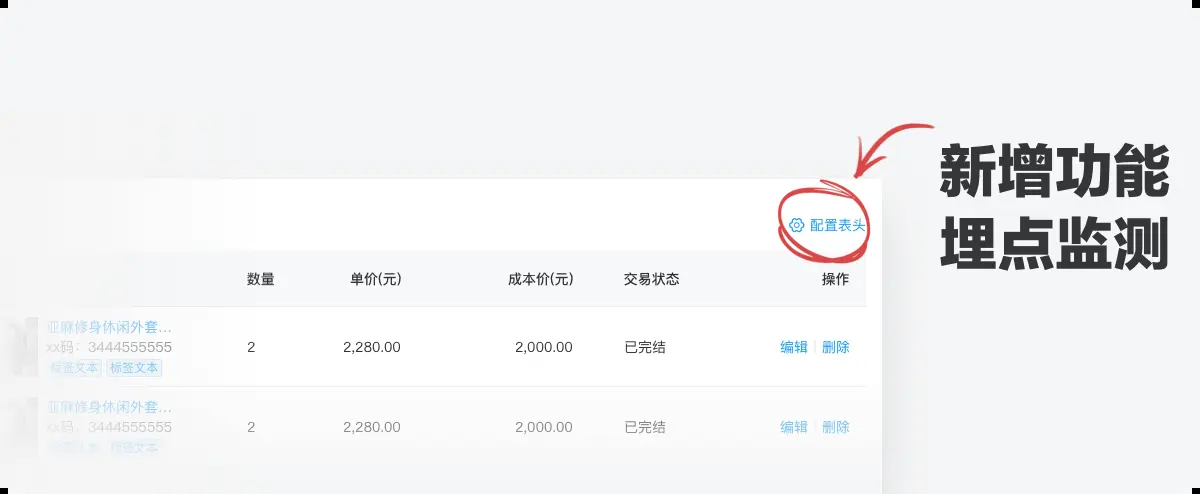 新增功能
埋点监测
配置表头
数量 单价(元) 成本价(元) 交易状态 操作
亚麻修身休闲外套...
xx码：3444555555
标签文本 标签文本
2 2,280.00 2,000.00 已完结 编辑 删除
亚麻修身休闲外套...
xx码：3444555555
标签文本 标签文本
2 2,280.00 2,000.00 已完结 编辑 删除